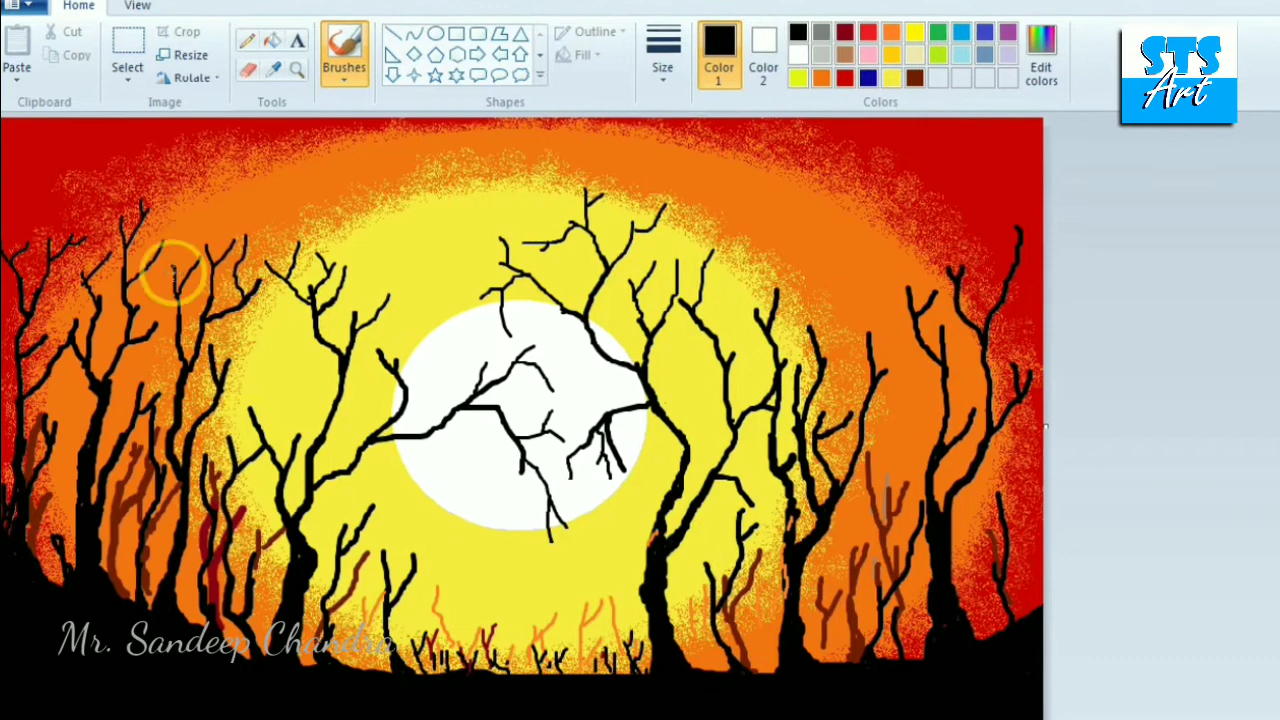 Home View
Paste
Cut
Copy
Clipboard
Select
Crop
Resize
Rotate
Image
A
Tools
Brushes
Shapes
Outline
Fill
Size
Color
1
Color
2
Edit
colors
Colors
STS
Art
Mr. Sandeep Chandra